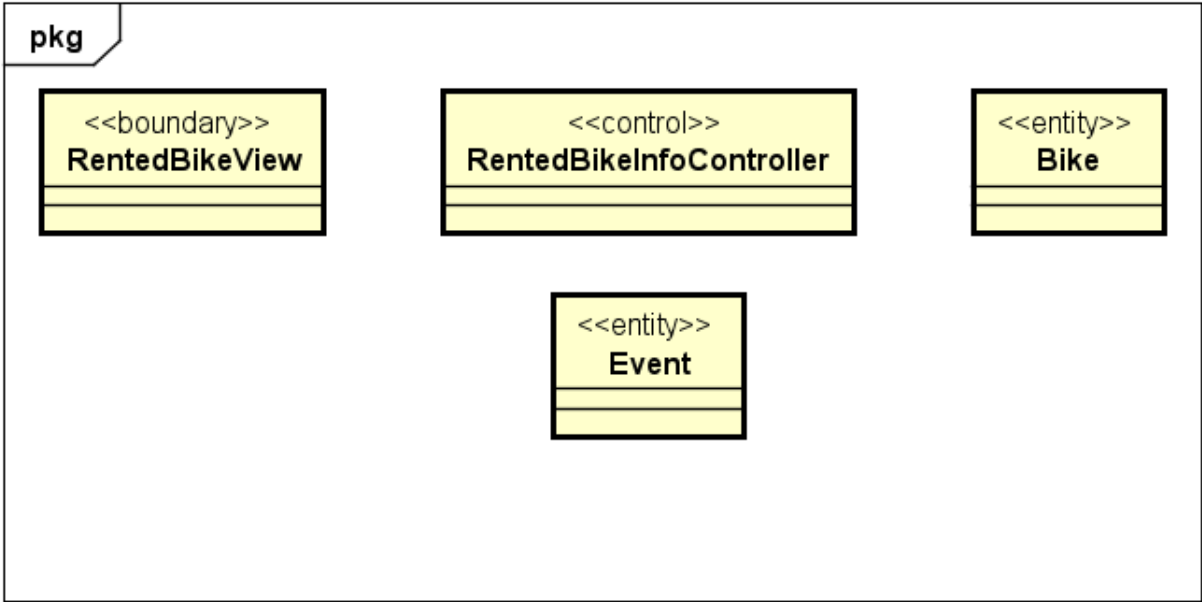 pkg
<<boundary>>
RentedBikeView
<<control>>
RentedBikeInfoController
<<entity>>
Bike
<<entity>>
Event